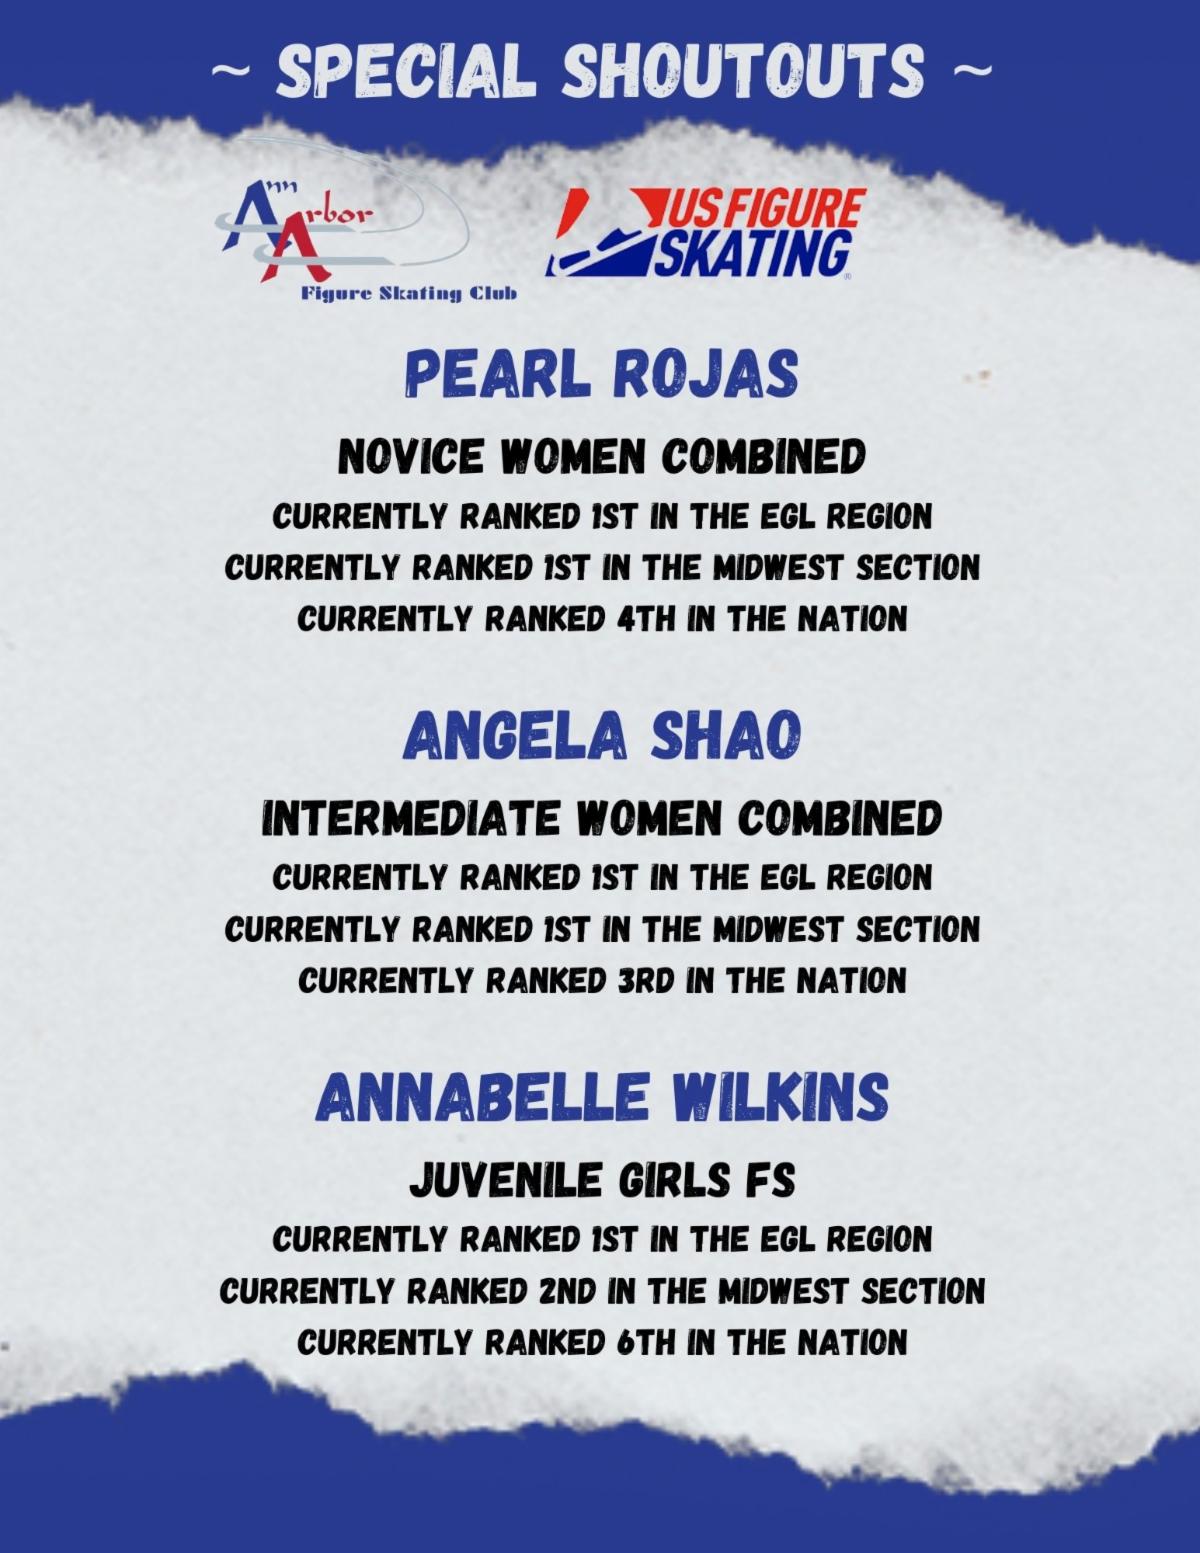 ~ SPECIAL SHOUTOUTS ~
Ann Arbor
Figure Skating Club
US FIGURE
SKATING®
PEARL ROJAS
NOVICE WOMEN COMBINED
CURRENTLY RANKED 1ST IN THE EGL REGION
CURRENTLY RANKED 1ST IN THE MIDWEST SECTION
CURRENTLY RANKED 4TH IN THE NATION
ANGELA SHAO
INTERMEDIATE WOMEN COMBINED
CURRENTLY RANKED 1ST IN THE EGL REGION
CURRENTLY RANKED 1ST IN THE MIDWEST SECTION
CURRENTLY RANKED 3RD IN THE NATION
ANNABELLE WILKINS
JUVENILE GIRLS FS
CURRENTLY RANKED 1ST IN THE EGL REGION
CURRENTLY RANKED 2ND IN THE MIDWEST SECTION
CURRENTLY RANKED 6TH IN THE NATION